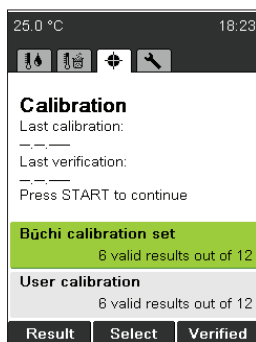 25.0 °C 18:23
Calibration
Last calibration:
—.—.——
Last verification:
—.—.——
Press START to continue
Būchi calibration set
6 valid results out of 12
User calibration
6 valid results out of 12
Result Select Verified